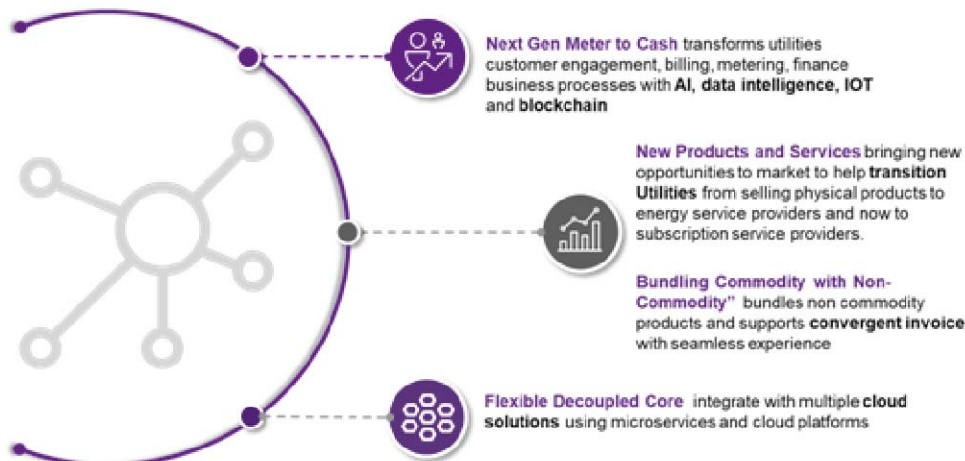 Next Gen Meter to Cash transforms utilities
customer engagement, billing, metering, finance
business processes with AI, data intelligence, IOT
and blockchain
New Products and Services bringing new
opportunities to market to help transition
Utilities from selling physical products to
energy service providers and now to
subscription service providers.
Bundling Commodity with Non-
Commodity” bundles non commodity
products and supports convergent invoice
with seamless experience
Flexible Decoupled Core integrate with multiple cloud
solutions using microservices and cloud platforms